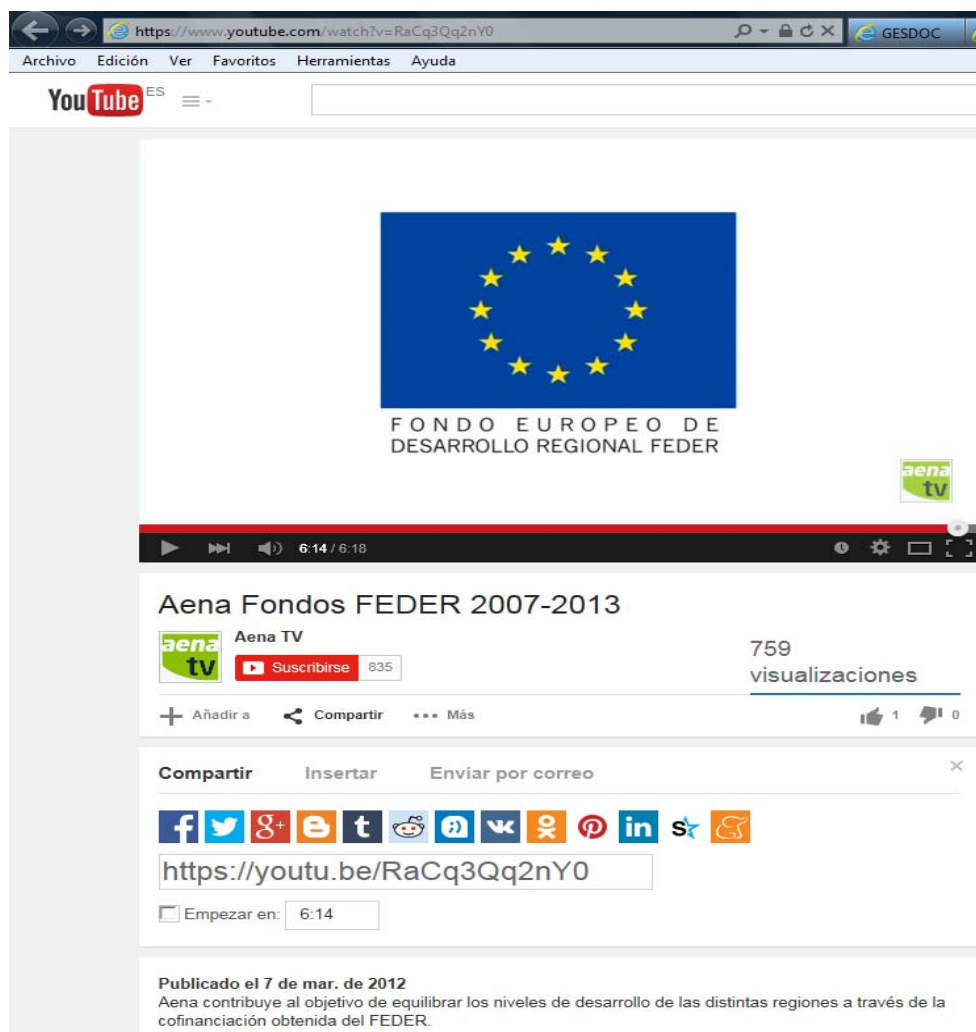 https://www.youtube.com/watch?v=RaCq3Qq2nY0
GESDOC
Archivo Edición Ver Favoritos Herramientas Ayuda
YouTube ES
FONDO EUROPEO DE
DESARROLLO REGIONAL FEDER
aena
tv
6:14 / 6:18
Aena Fondos FEDER 2007-2013
aena
tv
Aena TV
Suscribirse 835
759
visualizaciones
Añadir a Compartir Más
1 0
Compartir Insertar Enviar por correo
https://youtu.be/RaCq3Qq2nY0
Empezar en: 6:14
Publicado el 7 de mar. de 2012
Aena contribuye al objetivo de equilibrar los niveles de desarrollo de las distintas regiones a través de la
cofinanciación obtenida del FEDER.